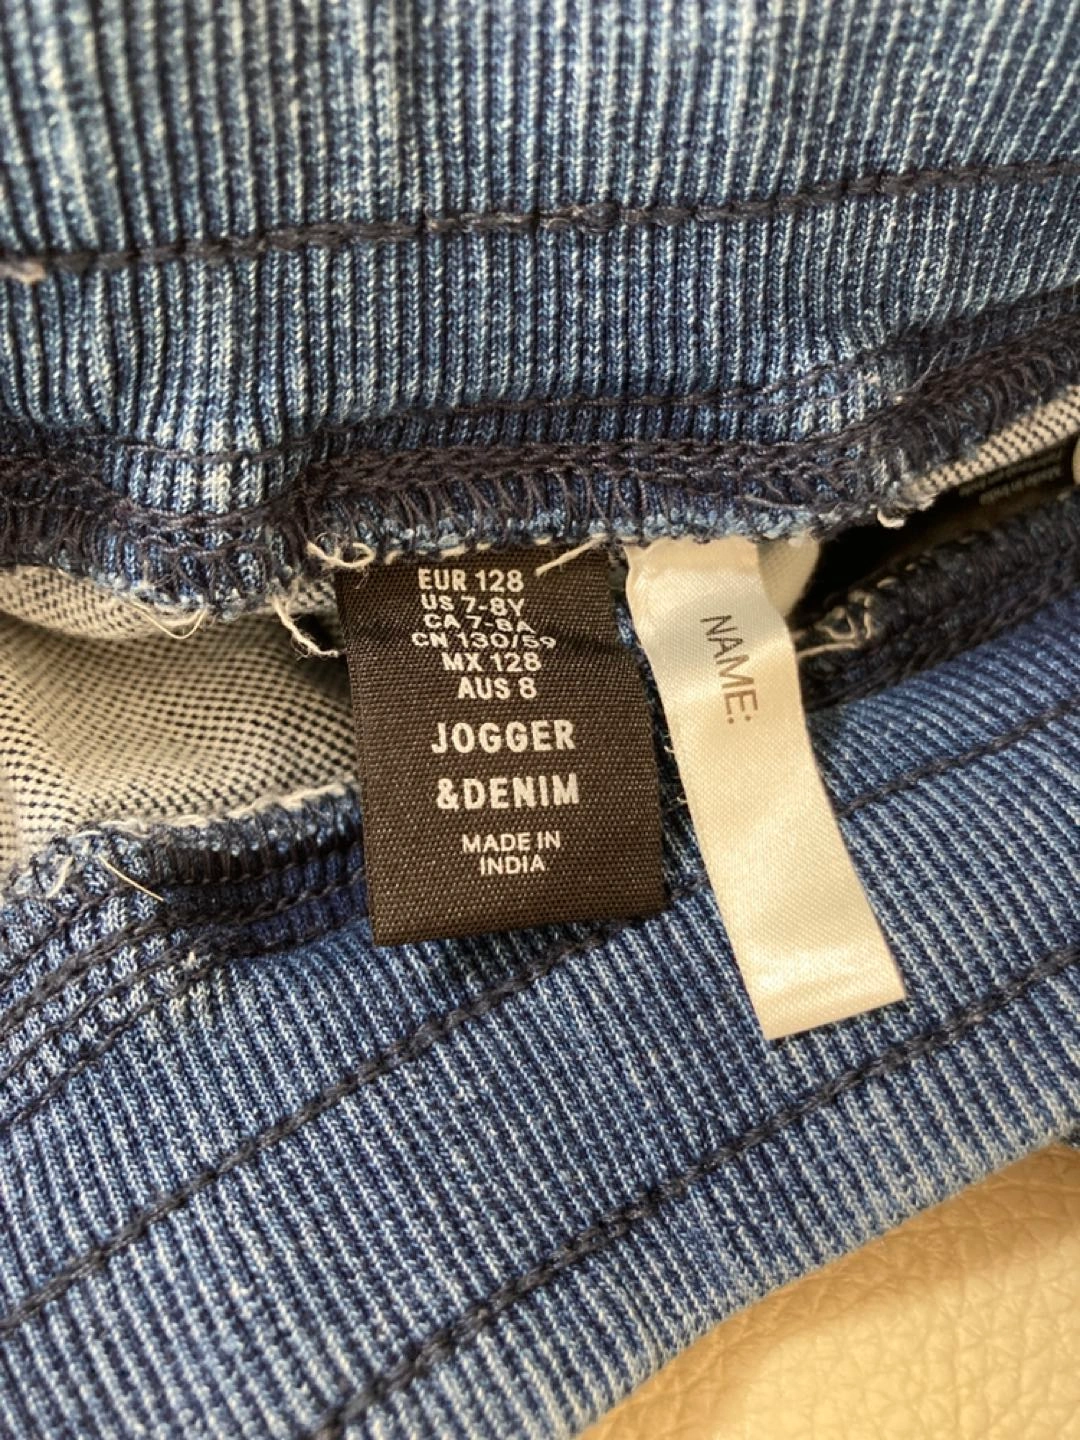 EUR 128
US 7-8Y
CA 7-8A
CN 130/59
MX 128
AUS 8
JOGGER
&DENIM
MADE IN
INDIA
NAME: